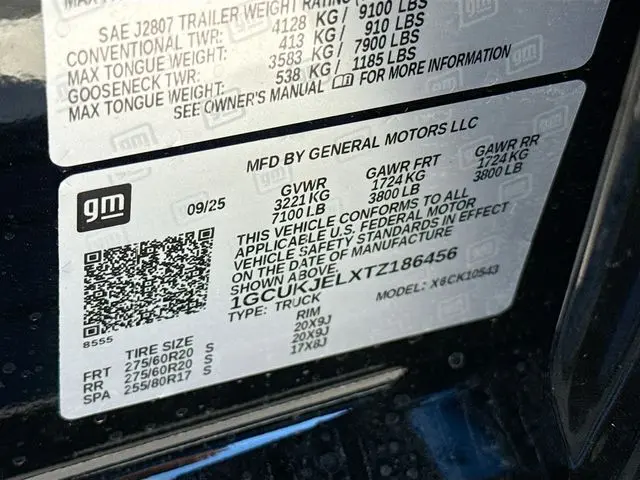 SAE J2807 TRAILER WEIGHT RATING
CONVENTIONAL TWR: 4128 KG / 9100 LBS
MAX TONGUE WEIGHT: 413 KG / 910 LBS
GOOSENECK TWR: 3583 KG / 7900 LBS
MAX TONGUE WEIGHT: 538 KG / 1185 LBS
SEE OWNER'S MANUAL FOR MORE INFORMATION
MFD BY GENERAL MOTORS LLC
gm
09/25
GVWR GAWR FRT GAWR RR
3221 KG 1724 KG 1724 KG
7100 LB 3800 LB 3800 LB
THIS VEHICLE CONFORMS TO ALL
APPLICABLE U.S. FEDERAL MOTOR
VEHICLE SAFETY STANDARDS IN EFFECT
ON THE DATE OF MANUFACTURE
SHOWN ABOVE.
1GCUKJELXTZ186456
TYPE: TRUCK MODEL: X6CK10543
8555
TIRE SIZE RIM
FRT 275/60R20 S 20X9J
RR 275/60R20 S 20X9J
SPA 255/80R17 S 17X8J